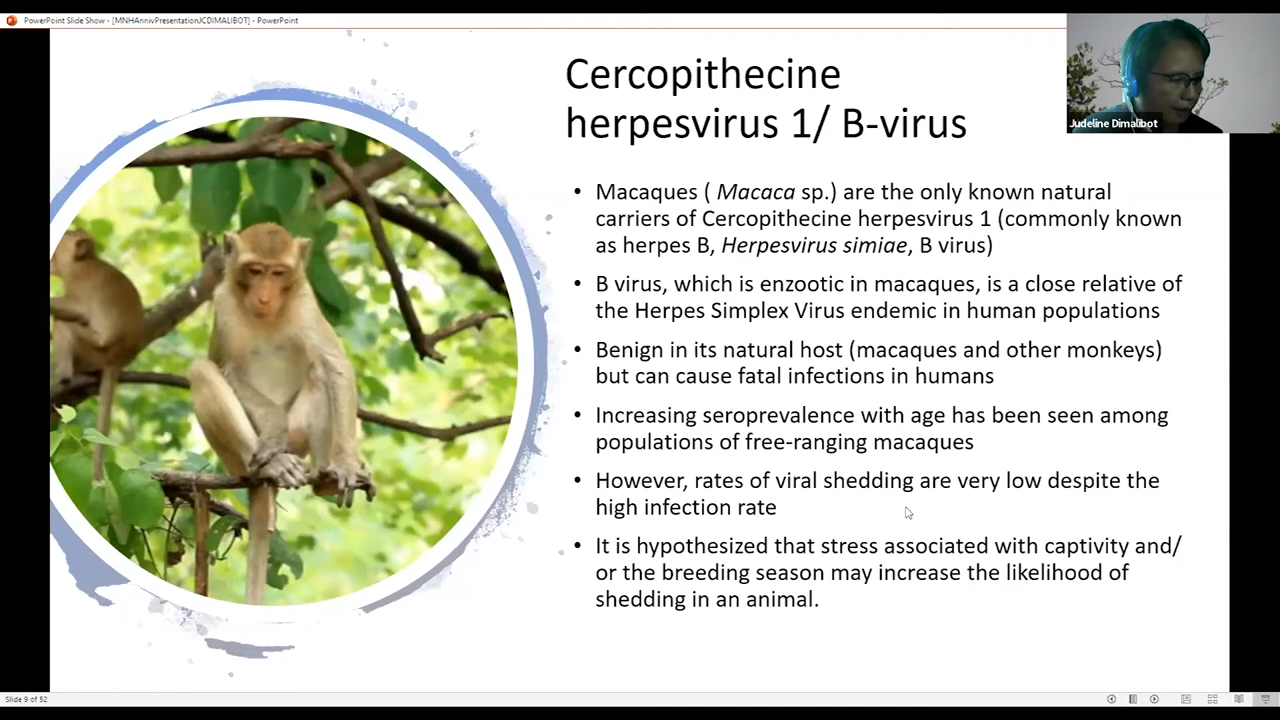 PowerPoint Slide Show - [MNHAnnivPresentationJCDIMALIBOT] - PowerPoint
Judeline Dimalibot
Cercopithecine
herpesvirus 1/ B-virus
• Macaques ( Macaca sp.) are the only known natural
carriers of Cercopithecine herpesvirus 1 (commonly known
as herpes B, Herpesvirus simiae, B virus)
• B virus, which is enzootic in macaques, is a close relative of
the Herpes Simplex Virus endemic in human populations
• Benign in its natural host (macaques and other monkeys)
but can cause fatal infections in humans
• Increasing seroprevalence with age has been seen among
populations of free-ranging macaques
• However, rates of viral shedding are very low despite the
high infection rate
• It is hypothesized that stress associated with captivity and/
or the breeding season may increase the likelihood of
shedding in an animal.
Slide 9 of 52